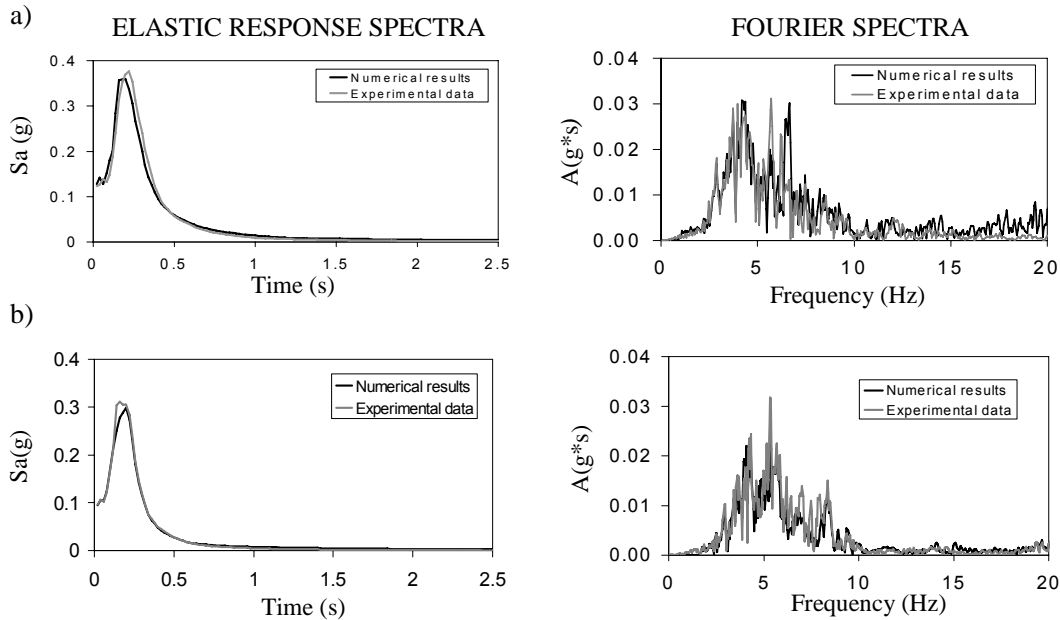 a)
ELASTIC RESPONSE SPECTRA
FOURIER SPECTRA
0.4
0.3
0.2
0.1
0
Sa (g)
Numerical results
Experimental data
0
0.5
1
1.5
2
2.5
Time (s)
0.04
0.03
0.02
0.01
0.00
A(g*s)
Numerical results
Experimental data
0
5
10
15
20
Frequency (Hz)
b)
0.4
0.3
0.2
0.1
0
Sa(g)
Numerical results
Experimental data
0
0.5
1
1.5
2
2.5
Time (s)
0.04
0.03
0.02
0.01
0.00
A(g*s)
Numerical results
Experimental data
0
5
10
15
20
Frequency (Hz)